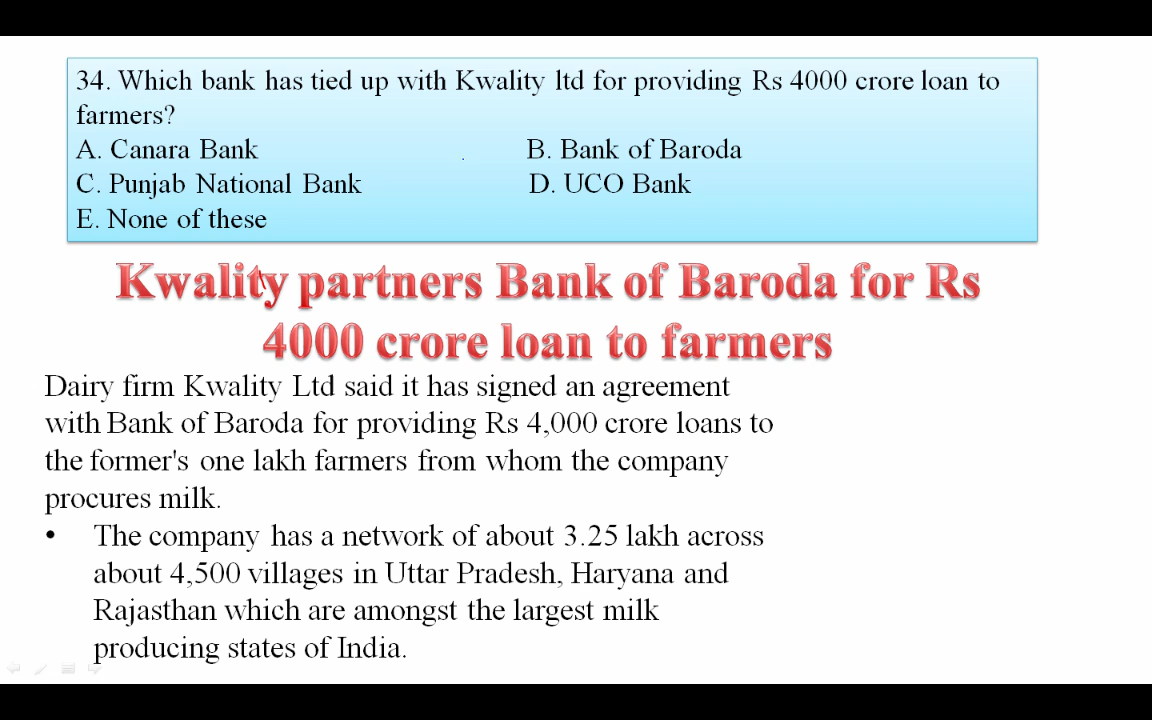 34. Which bank has tied up with Kwality ltd for providing Rs 4000 crore loan to
farmers?
A. Canara Bank B. Bank of Baroda
C. Punjab National Bank D. UCO Bank
E. None of these
Kwality partners Bank of Baroda for Rs
4000 crore loan to farmers
Dairy firm Kwality Ltd said it has signed an agreement
with Bank of Baroda for providing Rs 4,000 crore loans to
the former's one lakh farmers from whom the company
procures milk.
• The company has a network of about 3.25 lakh across
about 4,500 villages in Uttar Pradesh, Haryana and
Rajasthan which are amongst the largest milk
producing states of India.